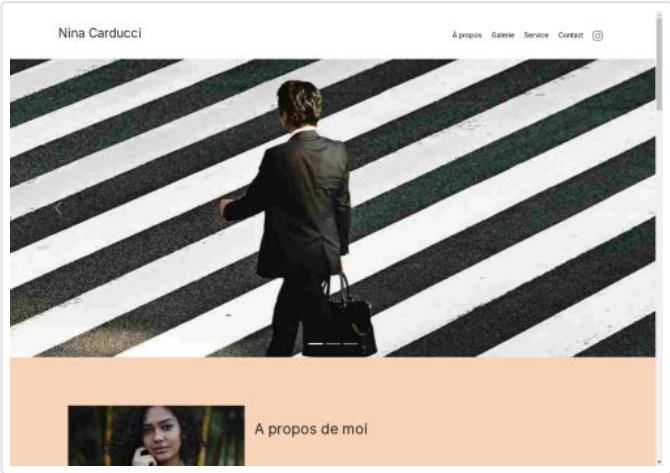 Nina Carducci
À propos Galerie Service Contact
A propos de moi